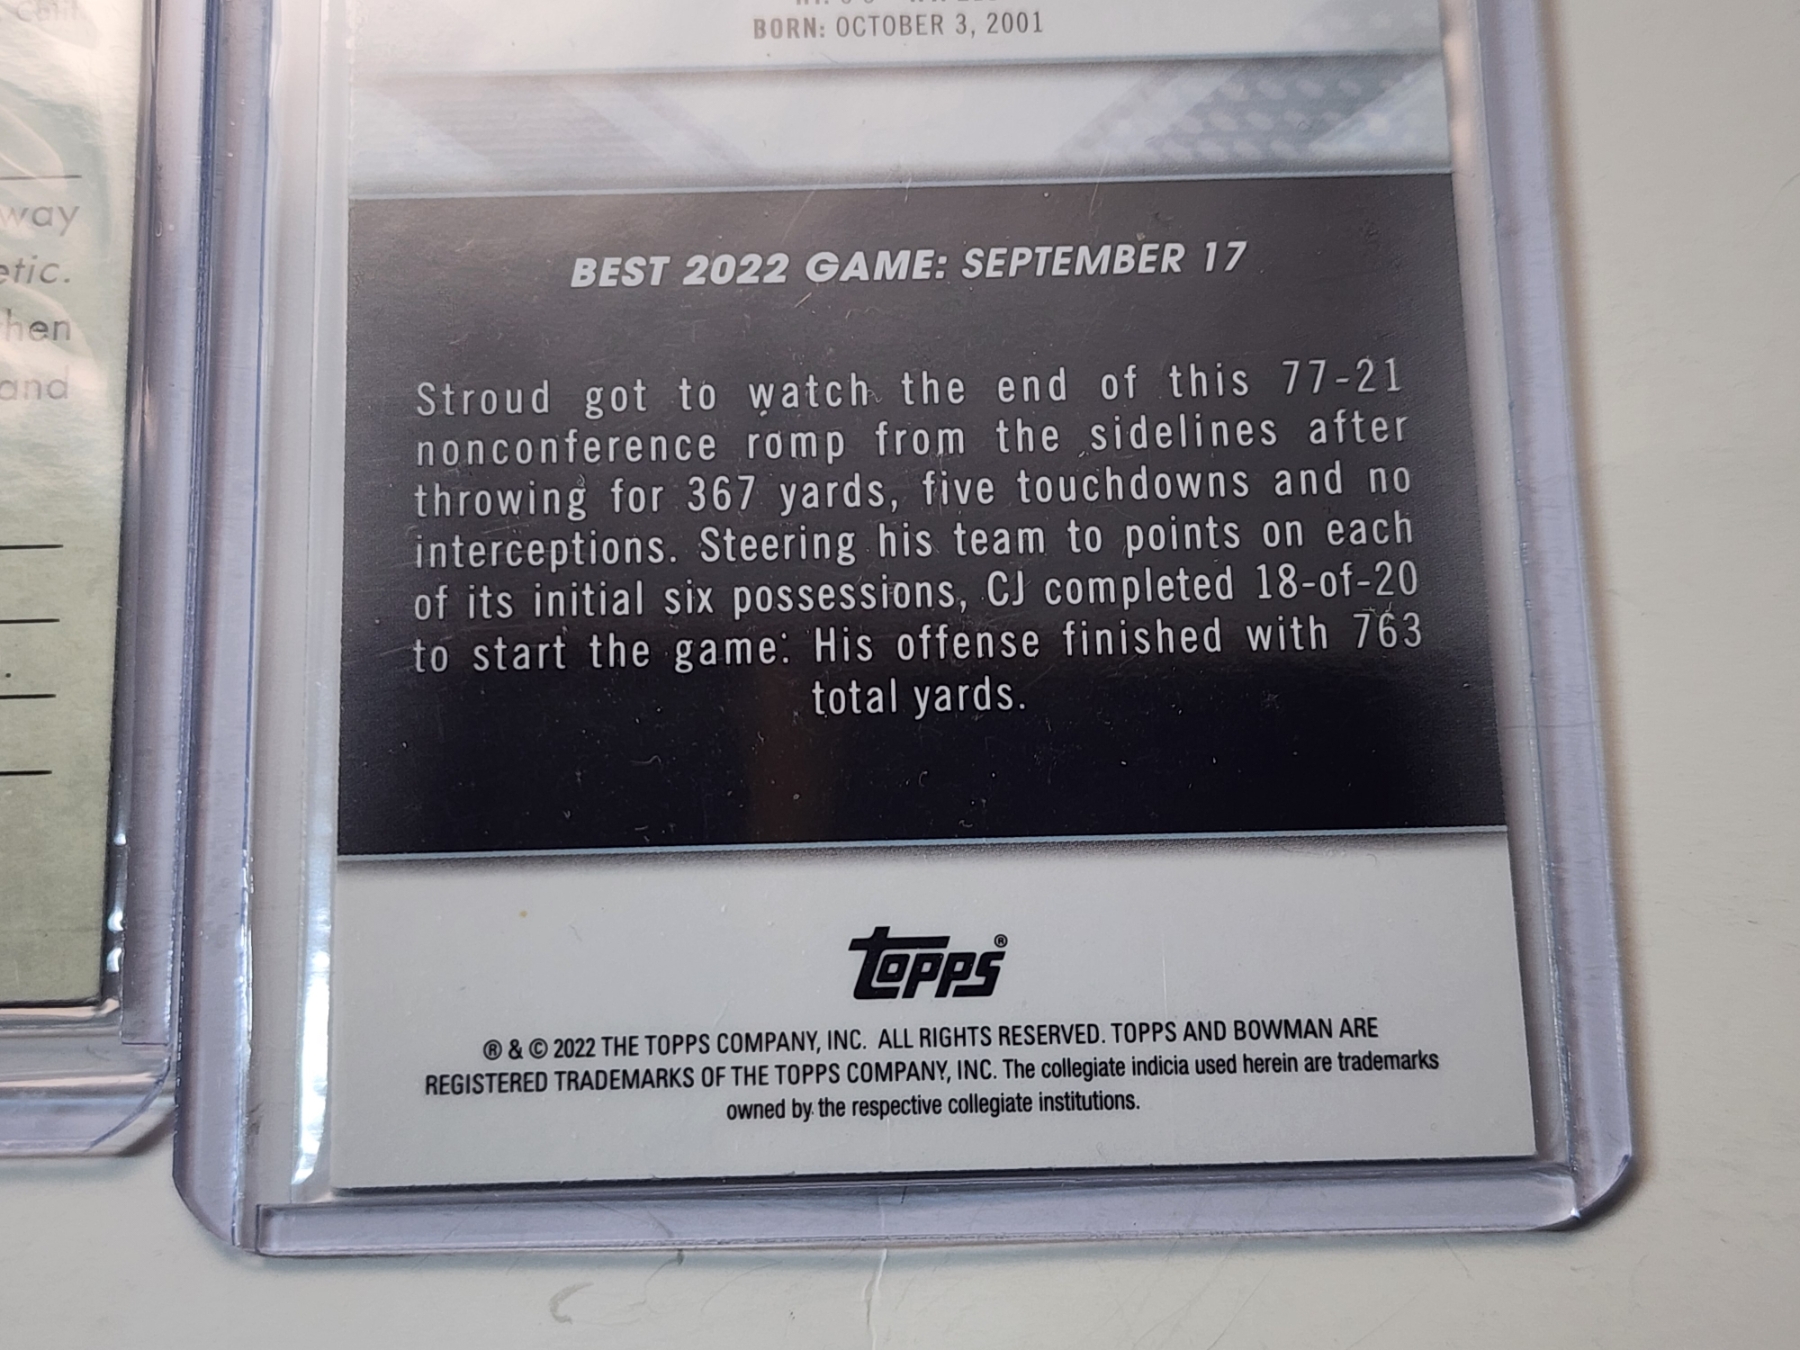 way
etic.
and
BORN: OCTOBER 3, 2001
BEST 2022 GAME: SEPTEMBER 17
Stroud got to watch the end of this 77-21
nonconference romp from the sidelines after
throwing for 367 yards, five touchdowns and no
interceptions. Steering his team to points on each
of its initial six possessions, CJ completed 18-of-20
to start the game. His offense finished with 763
total yards.
TOPPS®
® & © 2022 THE TOPPS COMPANY, INC. ALL RIGHTS RESERVED. TOPPS AND BOWMAN ARE
REGISTERED TRADEMARKS OF THE TOPPS COMPANY, INC. The collegiate indicia used herein are trademarks
owned by the respective collegiate institutions.